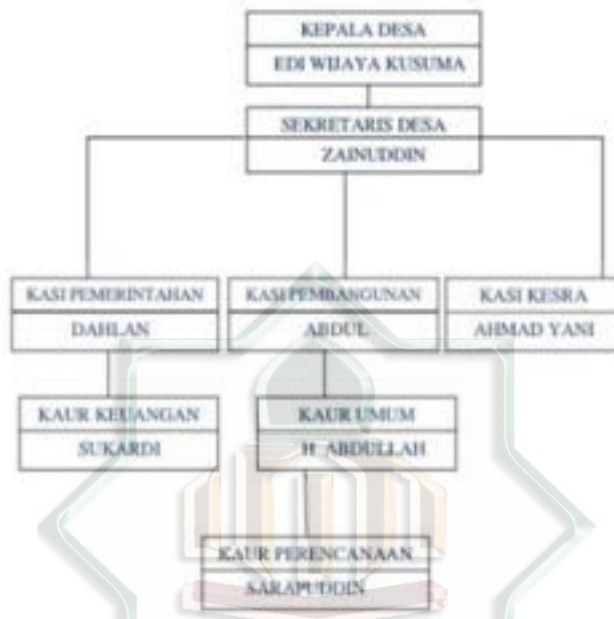 KEPALA DESA
EDI WIJAYA KUSUMA
SEKRETARIS DESA
ZAINUDDIN
KASI PEMERINTAHAN
DAHLAN
KASI PEMBANGUNAN
ABDUL
KASI KESRA
AHMAD YANI
KAUR KEUANGAN
SUKARDI
KAUR UMUM
H ABDULLAH
KAUR PERENCANAAN
SARAPUDDIN